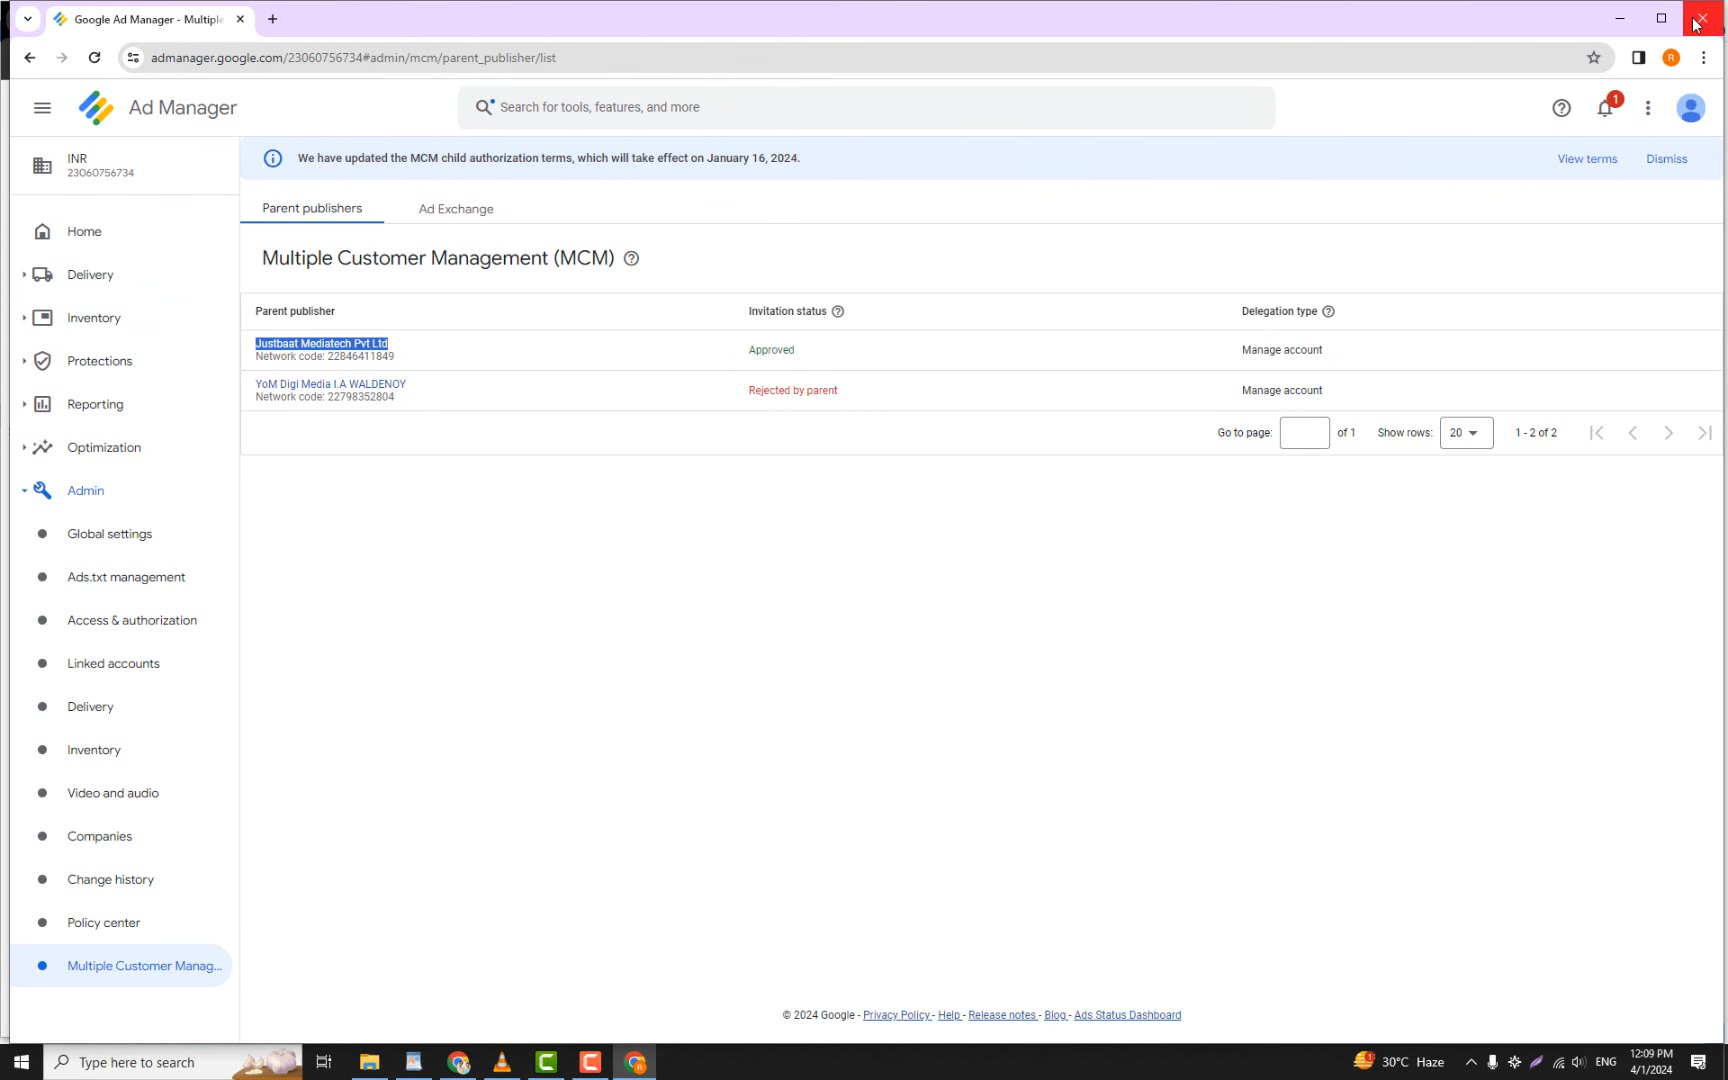 Google Ad Manager - Multiple
admanager.google.com/23060756734#admin/mcm/parent_publisher/list
R
Ad Manager
Search for tools, features, and more
1
INR
23060756734
We have updated the MCM child authorization terms, which will take effect on January 16, 2024.
View terms
Dismiss
Parent publishers
Ad Exchange
Home
Multiple Customer Management (MCM)
Delivery
Inventory
Parent publisher
Invitation status
Delegation type
Justbaat Mediatech Pvt Ltd
Network code: 22846411849
Approved
Manage account
Protections
YoM Digi Media I.A WALDENOY
Network code: 22798352804
Rejected by parent
Manage account
Reporting
Go to page:
of 1
Show rows:
20
1 - 2 of 2
Optimization
Admin
Global settings
Ads.txt management
Access & authorization
Linked accounts
Delivery
Inventory
Video and audio
Companies
Change history
Policy center
Multiple Customer Manag...
© 2024 Google - Privacy Policy - Help - Release notes - Blog - Ads Status Dashboard
Type here to search
30°C Haze
ENG
12:09 PM
4/1/2024